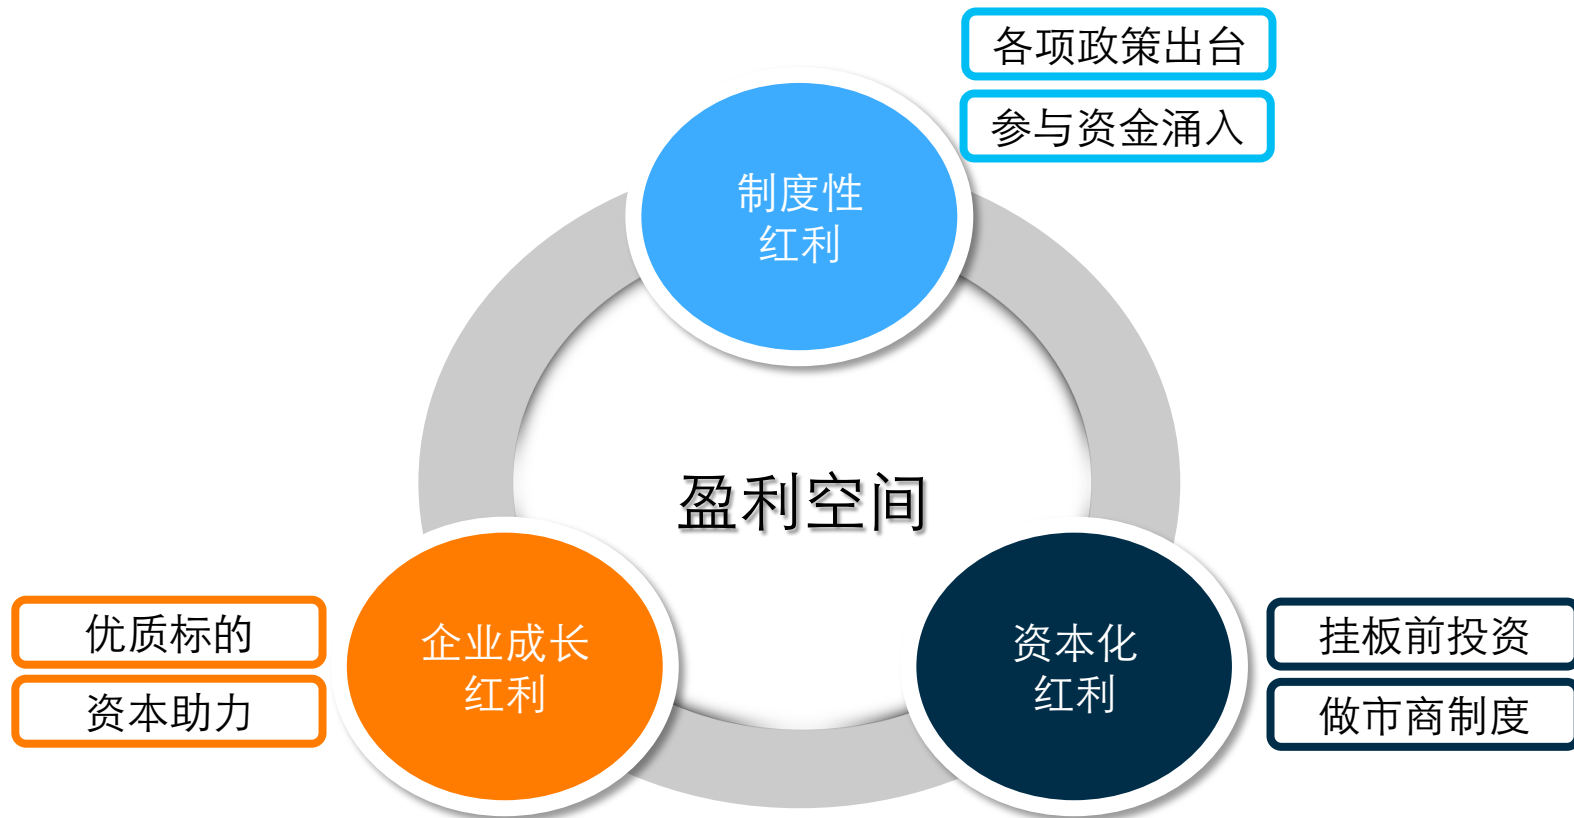 各项政策出台
参与资金涌入
制度性
红利
盈利空间
优质标的
资本助力
企业成长
红利
资本化
红利
挂板前投资
做市商制度